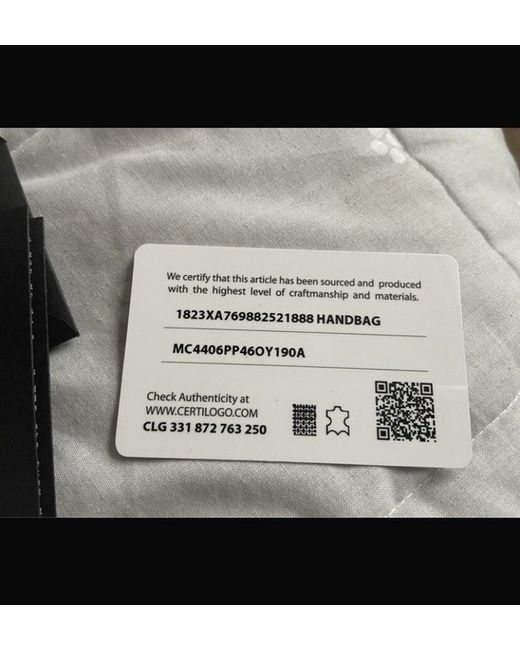 We certify that this article has been sourced and produced
with the highest level of craftmanship and materials.
1823XA769882521888 HANDBAG
MC4406PP46OY190A
Check Authenticity at
WWW.CERTILOGO.COM
CLG 331 872 763 250